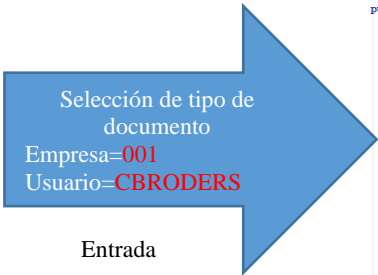 Selección de tipo de
documento
Empresa=001
Usuario=CBRODERS
Entrada